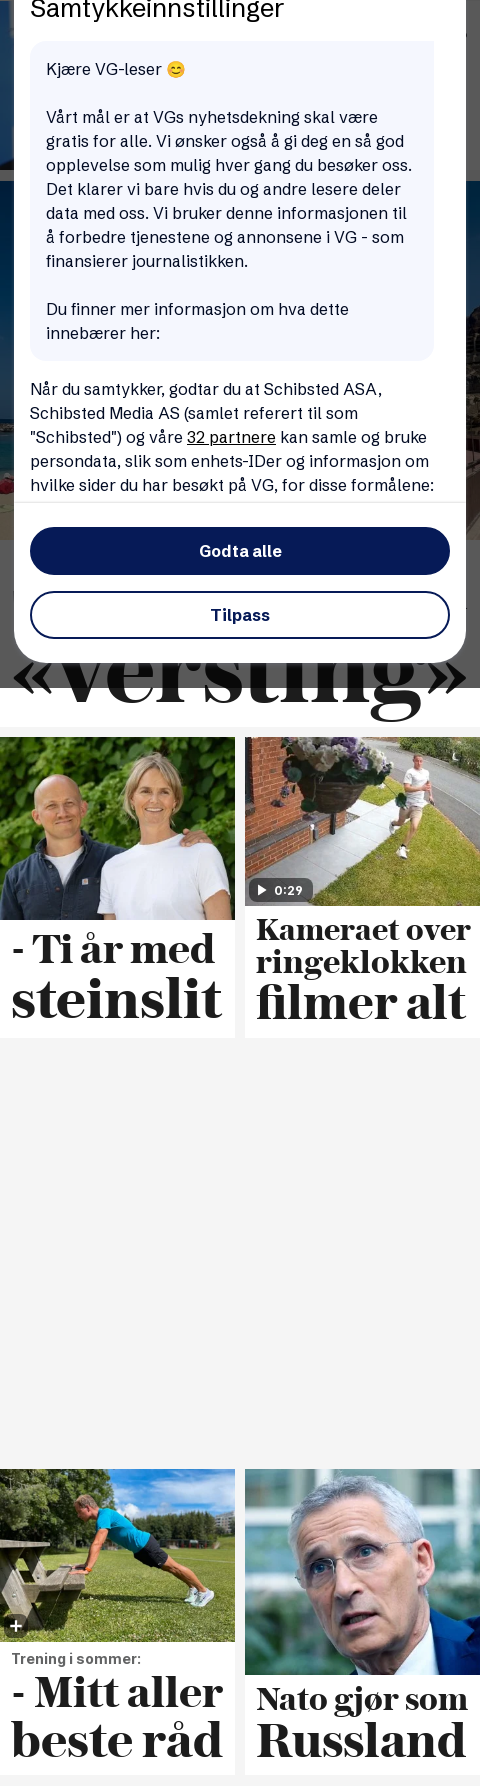 Samtykkeinnstillinger
Kjære VG-leser 😊
Vårt mål er at VGs nyhetsdekning skal være
gratis for alle. Vi ønsker også å gi deg en så god
opplevelse som mulig hver gang du besøker oss.
Det klarer vi bare hvis du og andre lesere deler
data med oss. Vi bruker denne informasjonen til
å forbedre tjenestene og annonsene i VG - som
finansierer journalistikken.
Du finner mer informasjon om hva dette
innebærer her:
Når du samtykker, godtar du at Schibsted ASA,
Schibsted Media AS (samlet referert til som
"Schibsted") og våre 32 partnere kan samle og bruke
persondata, slik som enhets-IDer og informasjon om
hvilke sider du har besøkt på VG, for disse formålene:
Godta alle
Tilpass
«versting»
0:29
- Ti år med
steinslit
Kameraet over
ringeklokken
filmer alt
Trening i sommer:
- Mitt aller
beste råd
Nato gjør som
Russland